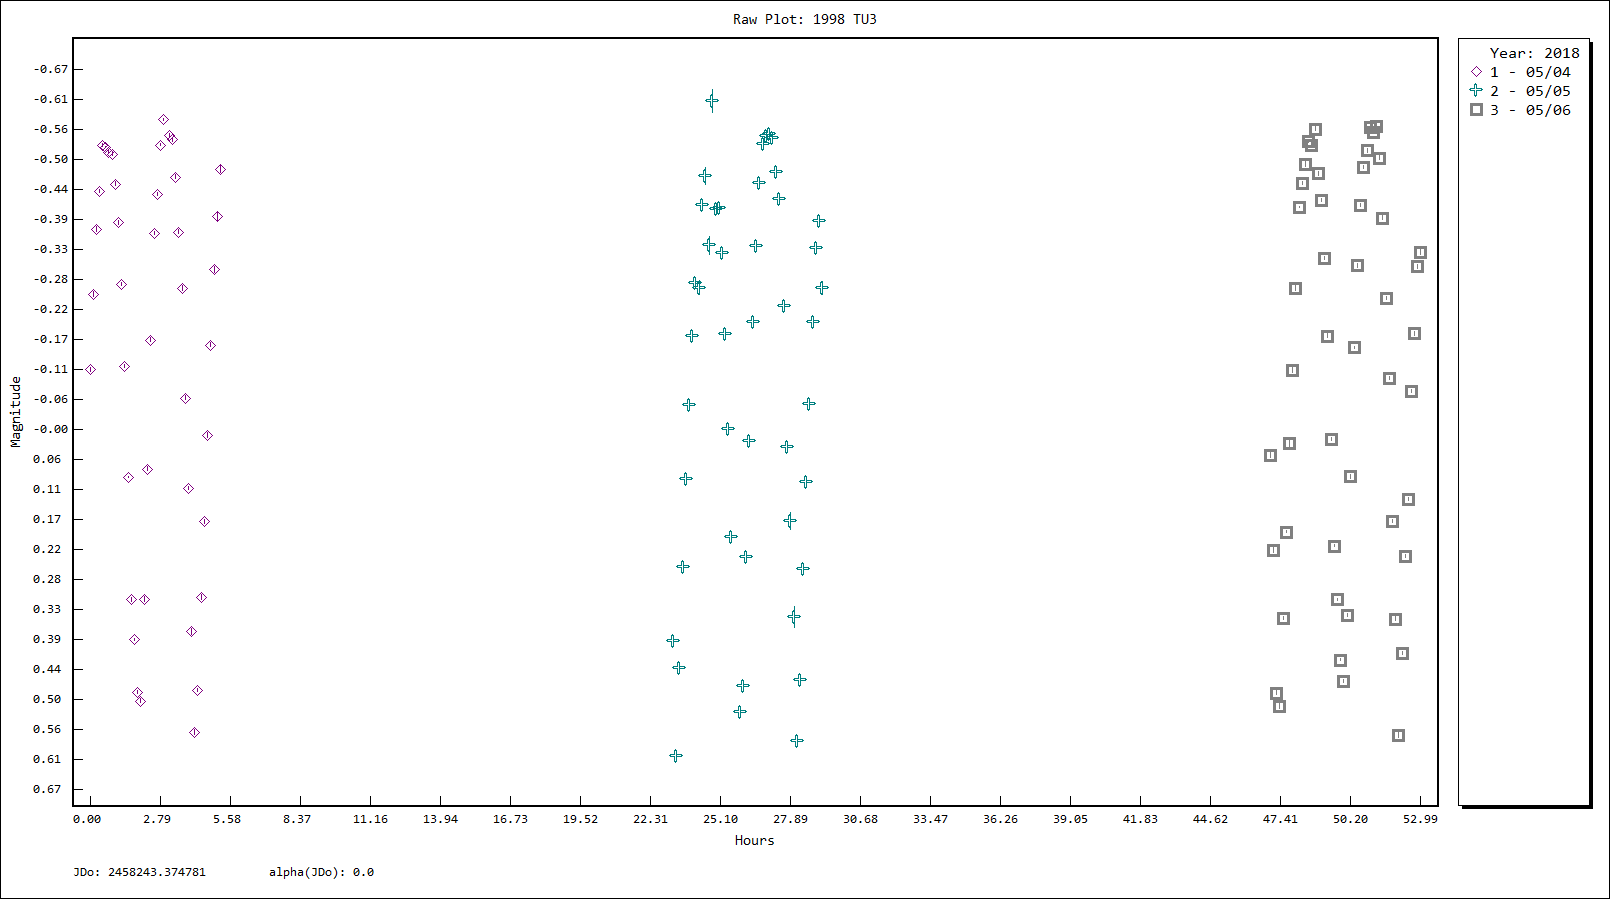 Raw Plot: 1998 TU3
Year: 2018
1 - 05/04
2 - 05/05
3 - 05/06
Magnitude
-0.67
-0.61
-0.56
-0.50
-0.44
-0.39
-0.33
-0.28
-0.22
-0.17
-0.11
-0.06
-0.00
0.06
0.11
0.17
0.22
0.28
0.33
0.39
0.44
0.50
0.56
0.61
0.67
0.00 2.79 5.58 8.37 11.16 13.94 16.73 19.52 22.31 25.10 27.89 30.68 33.47 36.26 39.05 41.83 44.62 47.41 50.20 52.99
Hours
JDo: 2458243.374781 alpha(JDo): 0.0